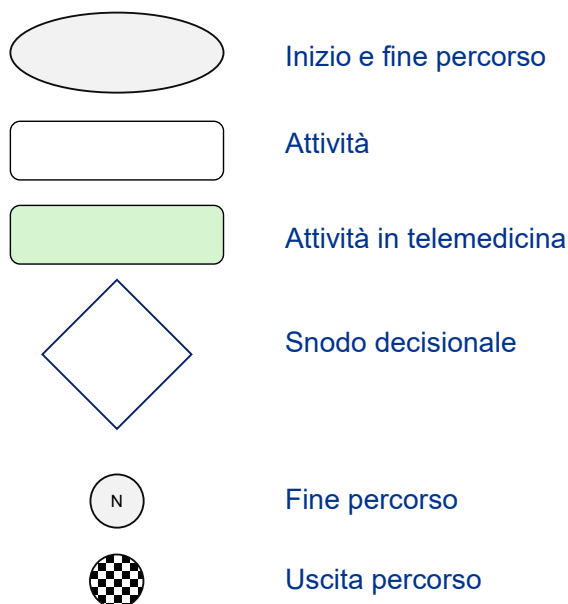 Inizio e fine percorso
Attività
Attività in telemedicina
Snodo decisionale
N
Fine percorso
Uscita percorso